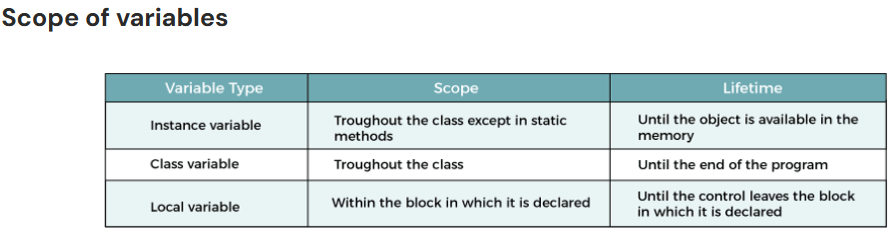 Scope of variables
Variable Type Scope Lifetime
Instance variable
Troughout the class except in static
methods
Until the object is available in the
memory
Class variable Troughout the class Until the end of the program
Local variable
Within the block in which it is declared
Until the control leaves the block
in which it is declared